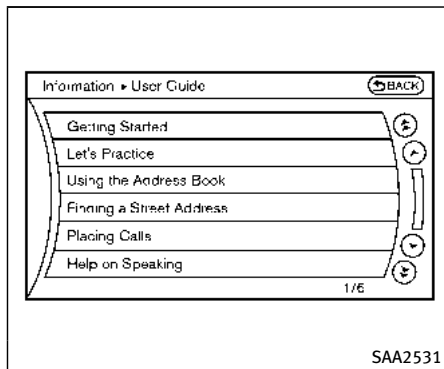 Information ▸ User Guide
BACK
Getting Started
Let's Practice
Using the Address Book
Finding a Street Address
Placing Calls
Help on Speaking
1/6
SAA2531